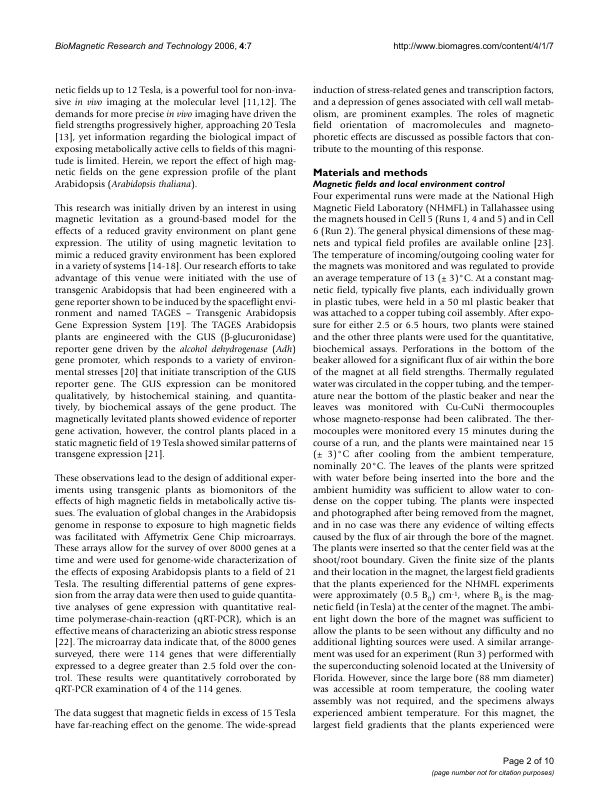 BioMagnetic Research and Technology 2006, 4:7
http://www.biomagres.com/content/4/1/7
netic fields up to 12 Tesla, is a powerful tool for non-inva-
sive in vivo imaging at the molecular level [11,12]. The
demands for more precise in vivo imaging have driven the
field strengths progressively higher, approaching 20 Tesla
[13], yet information regarding the biological impact of
exposing metabolically active cells to fields of this magni-
tude is limited. Herein, we report the effect of high mag-
netic fields on the gene expression profile of the plant
Arabidopsis (Arabidopsis thaliana).
This research was initially driven by an interest in using
magnetic levitation as a ground-based model for the
effects of a reduced gravity environment on plant gene
expression. The utility of using magnetic levitation to
mimic a reduced gravity environment has been explored
in a variety of systems [14-18]. Our research efforts to take
advantage of this venue were initiated with the use of
transgenic Arabidopsis that had been engineered with a
gene reporter shown to be induced by the spaceflight envi-
ronment and named TAGES – Transgenic Arabidopsis
Gene Expression System [19]. The TAGES Arabidopsis
plants are engineered with the GUS (β-glucuronidase)
reporter gene driven by the alcohol dehydrogenase (Adh)
gene promoter, which responds to a variety of environ-
mental stresses [20] that initiate transcription of the GUS
reporter gene. The GUS expression can be monitored
qualitatively, by histochemical staining, and quantita-
tively, by biochemical assays of the gene product. The
magnetically levitated plants showed evidence of reporter
gene activation, however, the control plants placed in a
static magnetic field of 19 Tesla showed similar patterns of
transgene expression [21].
These observations lead to the design of additional exper-
iments using transgenic plants as biomonitors of the
effects of high magnetic fields in metabolically active tis-
sues. The evaluation of global changes in the Arabidopsis
genome in response to exposure to high magnetic fields
was facilitated with Affymetrix Gene Chip microarrays.
These arrays allow for the survey of over 8000 genes at a
time and were used for genome-wide characterization of
the effects of exposing Arabidopsis plants to a field of 21
Tesla. The resulting differential patterns of gene expres-
sion from the array data were then used to guide quantita-
tive analyses of gene expression with quantitative real-
time polymerase-chain-reaction (qRT-PCR), which is an
effective means of characterizing an abiotic stress response
[22]. The microarray data indicate that, of the 8000 genes
surveyed, there were 114 genes that were differentially
expressed to a degree greater than 2.5 fold over the con-
trol. These results were quantitatively corroborated by
qRT-PCR examination of 4 of the 114 genes.
The data suggest that magnetic fields in excess of 15 Tesla
have far-reaching effect on the genome. The wide-spread
induction of stress-related genes and transcription factors,
and a depression of genes associated with cell wall metab-
olism, are prominent examples. The roles of magnetic
field orientation of macromolecules and magneto-
phoretic effects are discussed as possible factors that con-
tribute to the mounting of this response.
Materials and methods
Magnetic fields and local environment control
Four experimental runs were made at the National High
Magnetic Field Laboratory (NHMFL) in Tallahassee using
the magnets housed in Cell 5 (Runs 1, 4 and 5) and in Cell
6 (Run 2). The general physical dimensions of these mag-
nets and typical field profiles are available online [23].
The temperature of incoming/outgoing cooling water for
the magnets was monitored and was regulated to provide
an average temperature of 13 (± 3)°C. At a constant mag-
netic field, typically five plants, each individually grown
in plastic tubes, were held in a 50 ml plastic beaker that
was attached to a copper tubing coil assembly. After expo-
sure for either 2.5 or 6.5 hours, two plants were stained
and the other three plants were used for the quantitative,
biochemical assays. Perforations in the bottom of the
beaker allowed for a significant flux of air within the bore
of the magnet at all field strengths. Thermally regulated
water was circulated in the copper tubing, and the temper-
ature near the bottom of the plastic beaker and near the
leaves was monitored with Cu-CuNi thermocouples
whose magneto-response had been calibrated. The ther-
mocouples were monitored every 15 minutes during the
course of a run, and the plants were maintained near 15
(± 3)°C after cooling from the ambient temperature,
nominally 20°C. The leaves of the plants were spritzed
with water before being inserted into the bore and the
ambient humidity was sufficient to allow water to con-
dense on the copper tubing. The plants were inspected
and photographed after being removed from the magnet,
and in no case was there any evidence of wilting effects
caused by the flux of air through the bore of the magnet.
The plants were inserted so that the center field was at the
shoot/root boundary. Given the finite size of the plants
and their location in the magnet, the largest field gradients
that the plants experienced for the NHMFL experiments
were approximately (0.5 B0) cm-1, where B0 is the mag-
netic field (in Tesla) at the center of the magnet. The ambi-
ent light down the bore of the magnet was sufficient to
allow the plants to be seen without any difficulty and no
additional lighting sources were used. A similar arrange-
ment was used for an experiment (Run 3) performed with
the superconducting solenoid located at the University of
Florida. However, since the large bore (88 mm diameter)
was accessible at room temperature, the cooling water
assembly was not required, and the specimens always
experienced ambient temperature. For this magnet, the
largest field gradients that the plants experienced were
Page 2 of 10
(page number not for citation purposes)